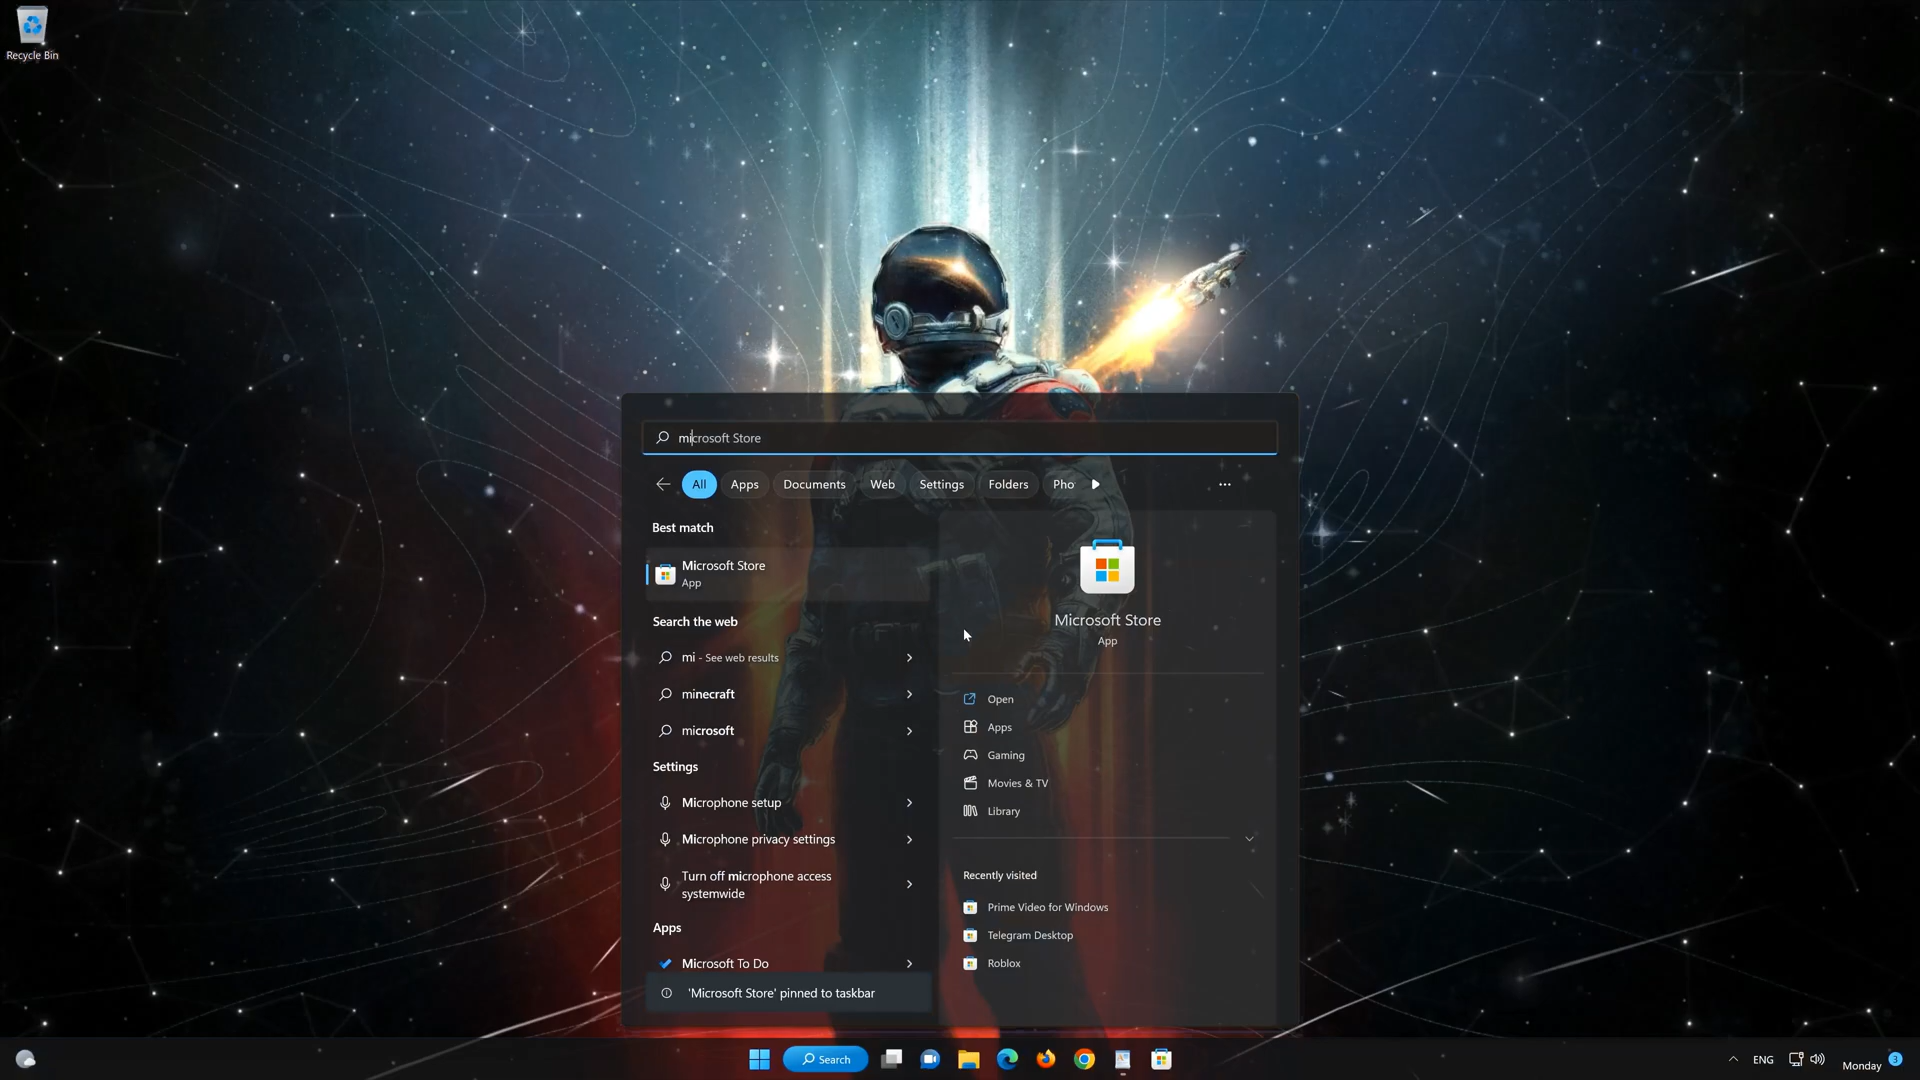 Recycle Bin
microsoft Store
All
Apps
Documents
Web
Settings
Folders
Pho
Best match
Microsoft Store
App
Search the web
mi - See web results
minecraft
microsoft
Settings
Microphone setup
Microphone privacy settings
Turn off microphone access
systemwide
Apps
Microsoft To Do
'Microsoft Store' pinned to taskbar
Microsoft Store
App
Open
Apps
Gaming
Movies & TV
Library
Recently visited
Prime Video for Windows
Telegram Desktop
Roblox
Search
ENG
Monday
3